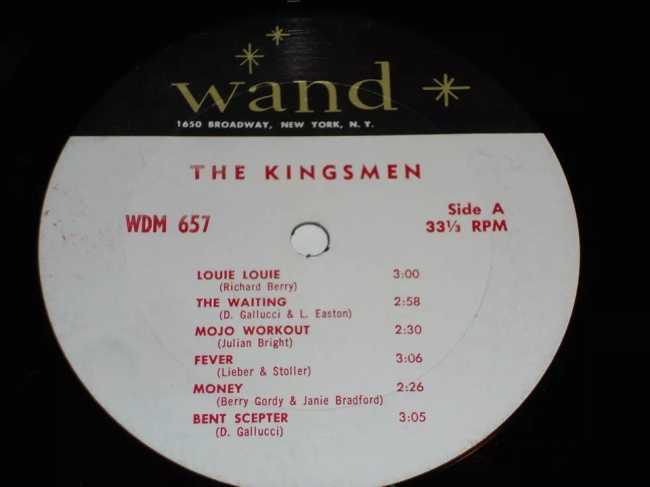 wand
1650 BROADWAY, NEW YORK, N. Y.
THE KINGSMEN
WDM 657
Side A
33⅓ RPM
LOUIE LOUIE 3:00
(Richard Berry)
THE WAITING 2:58
(D. Gallucci & L. Easton)
MOJO WORKOUT 2:30
(Julian Bright)
FEVER 3:06
(Lieber & Stoller)
MONEY 2:26
(Berry Gordy & Janie Bradford)
BENT SCEPTER 3:05
(D. Gallucci)